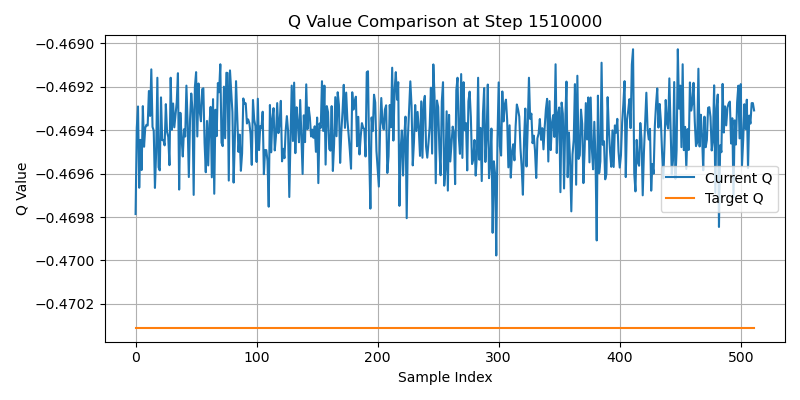 Q Value Comparison at Step 1510000
Q Value
−0.4690
−0.4692
−0.4694
−0.4696
−0.4698
−0.4700
−0.4702
Current Q
Target Q
0
100
200
300
400
500
Sample Index